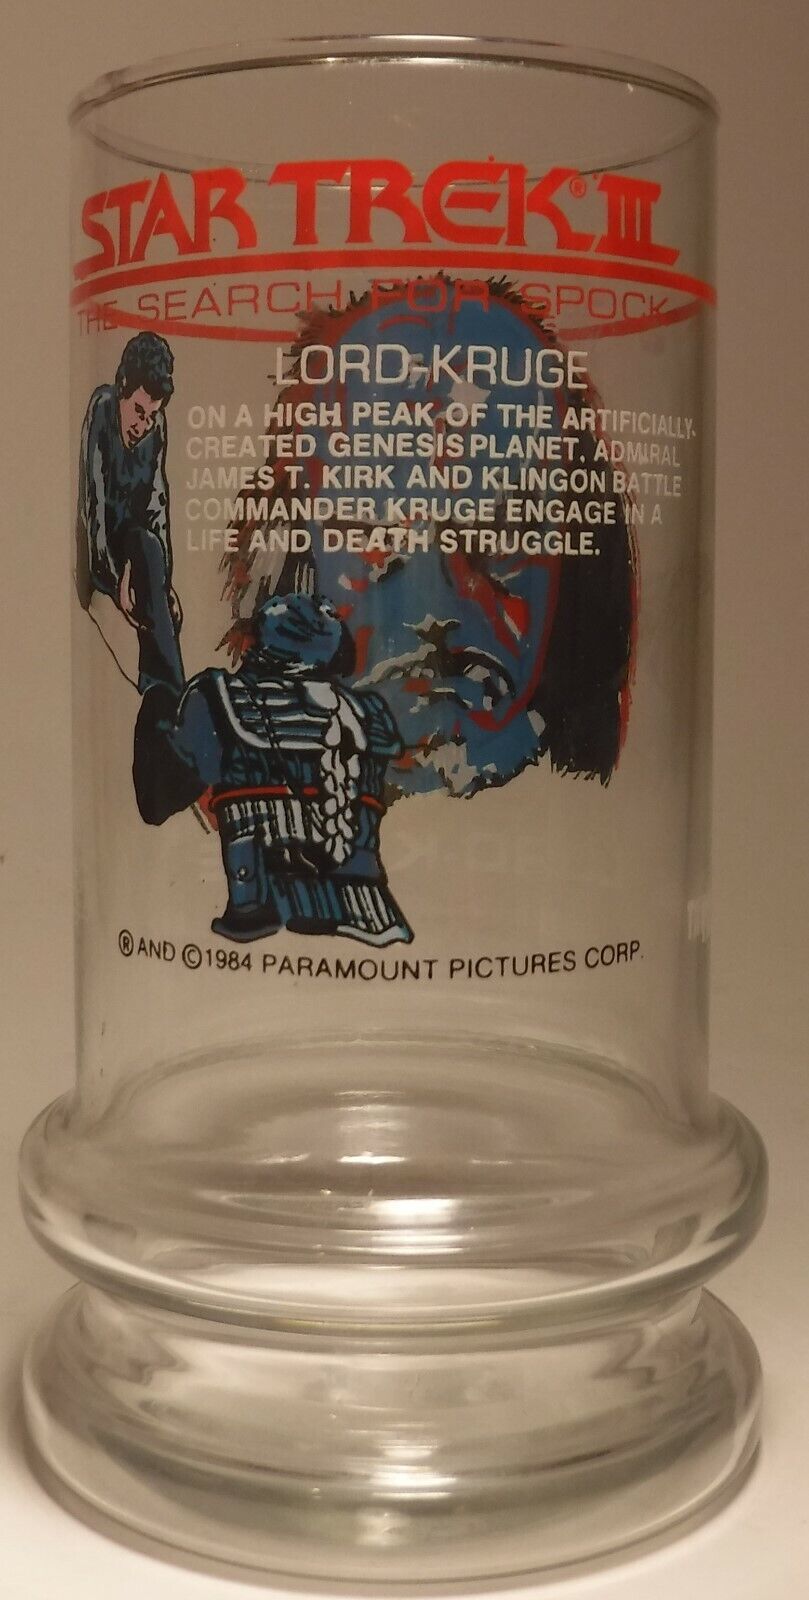 STAR TREK® III
THE SEARCH FOR SPOCK
LORD KRUGE
ON A HIGH PEAK OF THE ARTIFICIALLY-
CREATED GENESIS PLANET, ADMIRAL
JAMES T. KIRK AND KLINGON BATTLE
COMMANDER KRUGE ENGAGE IN A
LIFE AND DEATH STRUGGLE.
® AND ©1984 PARAMOUNT PICTURES CORP.